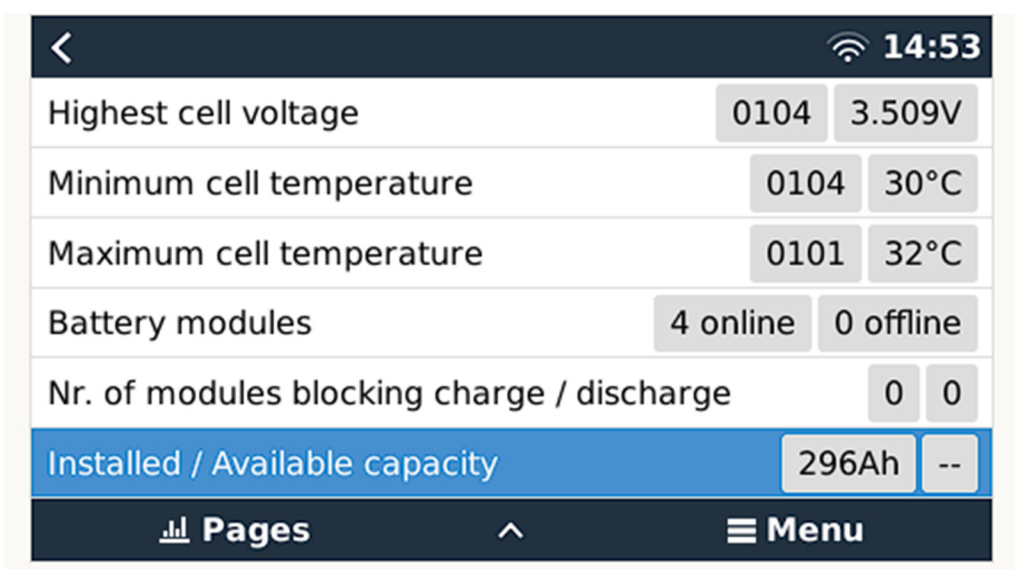 14:53
Highest cell voltage 0104 3.509V
Minimum cell temperature 0104 30°C
Maximum cell temperature 0101 32°C
Battery modules 4 online 0 offline
Nr. of modules blocking charge / discharge 0 0
Installed / Available capacity 296Ah --
Pages Menu